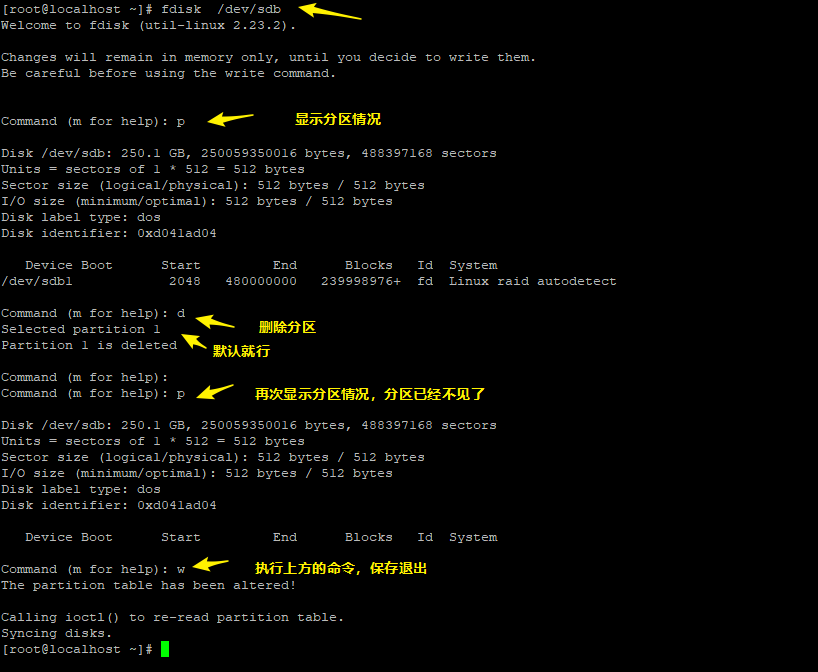 [root@localhost ~]# fdisk  /dev/sdb
Welcome to fdisk (util-linux 2.23.2).
Changes will remain in memory only, until you decide to write them.
Be careful before using the write command.
Command (m for help): p 显示分区情况
Disk /dev/sdb: 250.1 GB, 250059350016 bytes, 488397168 sectors
Units = sectors of 1 * 512 = 512 bytes
Sector size (logical/physical): 512 bytes / 512 bytes
I/O size (minimum/optimal): 512 bytes / 512 bytes
Disk label type: dos
Disk identifier: 0xd041ad04
   Device Boot      Start         End      Blocks   Id  System
/dev/sdb1            2048   480000000   239998976+  fd  Linux raid autodetect
Command (m for help): d 删除分区
Selected partition 1
Partition 1 is deleted 默认就行
Command (m for help):
Command (m for help): p 再次显示分区情况，分区已经不见了
Disk /dev/sdb: 250.1 GB, 250059350016 bytes, 488397168 sectors
Units = sectors of 1 * 512 = 512 bytes
Sector size (logical/physical): 512 bytes / 512 bytes
I/O size (minimum/optimal): 512 bytes / 512 bytes
Disk label type: dos
Disk identifier: 0xd041ad04
   Device Boot      Start         End      Blocks   Id  System
Command (m for help): w 执行上方的命令，保存退出
The partition table has been altered!
Calling ioctl() to re-read partition table.
Syncing disks.
[root@localhost ~]#